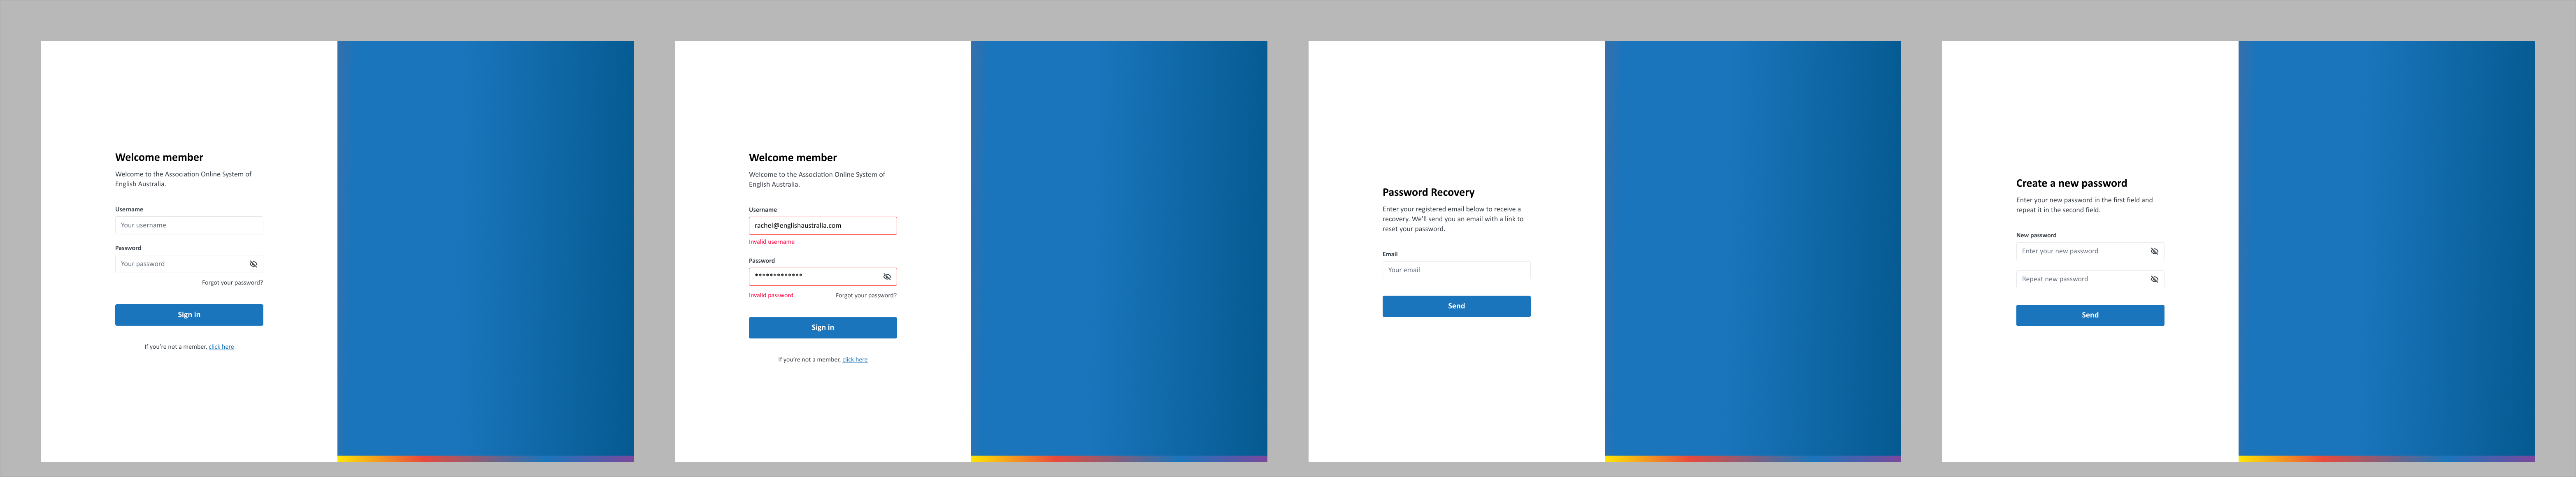 Welcome member
Welcome to the Association Online System of
English Australia.
Username
Your username
Password
Your password
Forgot your password?
Sign in
If you're not a member, click here
Welcome member
Welcome to the Association Online System of
English Australia.
Username
rachel@englishaustralia.com
Invalid username
Password
*************
Invalid password
Forgot your password?
Sign in
If you're not a member, click here
Password Recovery
Enter your registered email below to receive a
recovery. We'll send you an email with a link to
reset your password.
Email
Your email
Send
Create a new password
Enter your new password in the first field and
repeat it in the second field.
New password
Enter your new password
Repeat new password
Send